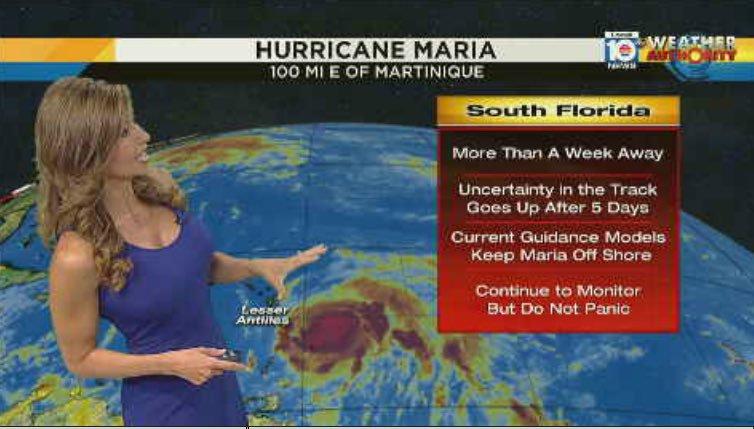 HURRICANE MARIA
100 MI E OF MARTINIQUE
10 WEATHER
NEWS AUTHORITY
South Florida
More Than A Week Away
Uncertainty in the Track
Goes Up After 5 Days
Current Guidance Models
Keep Maria Off Shore
Continue to Monitor
But Do Not Panic
Lesser
Antilles